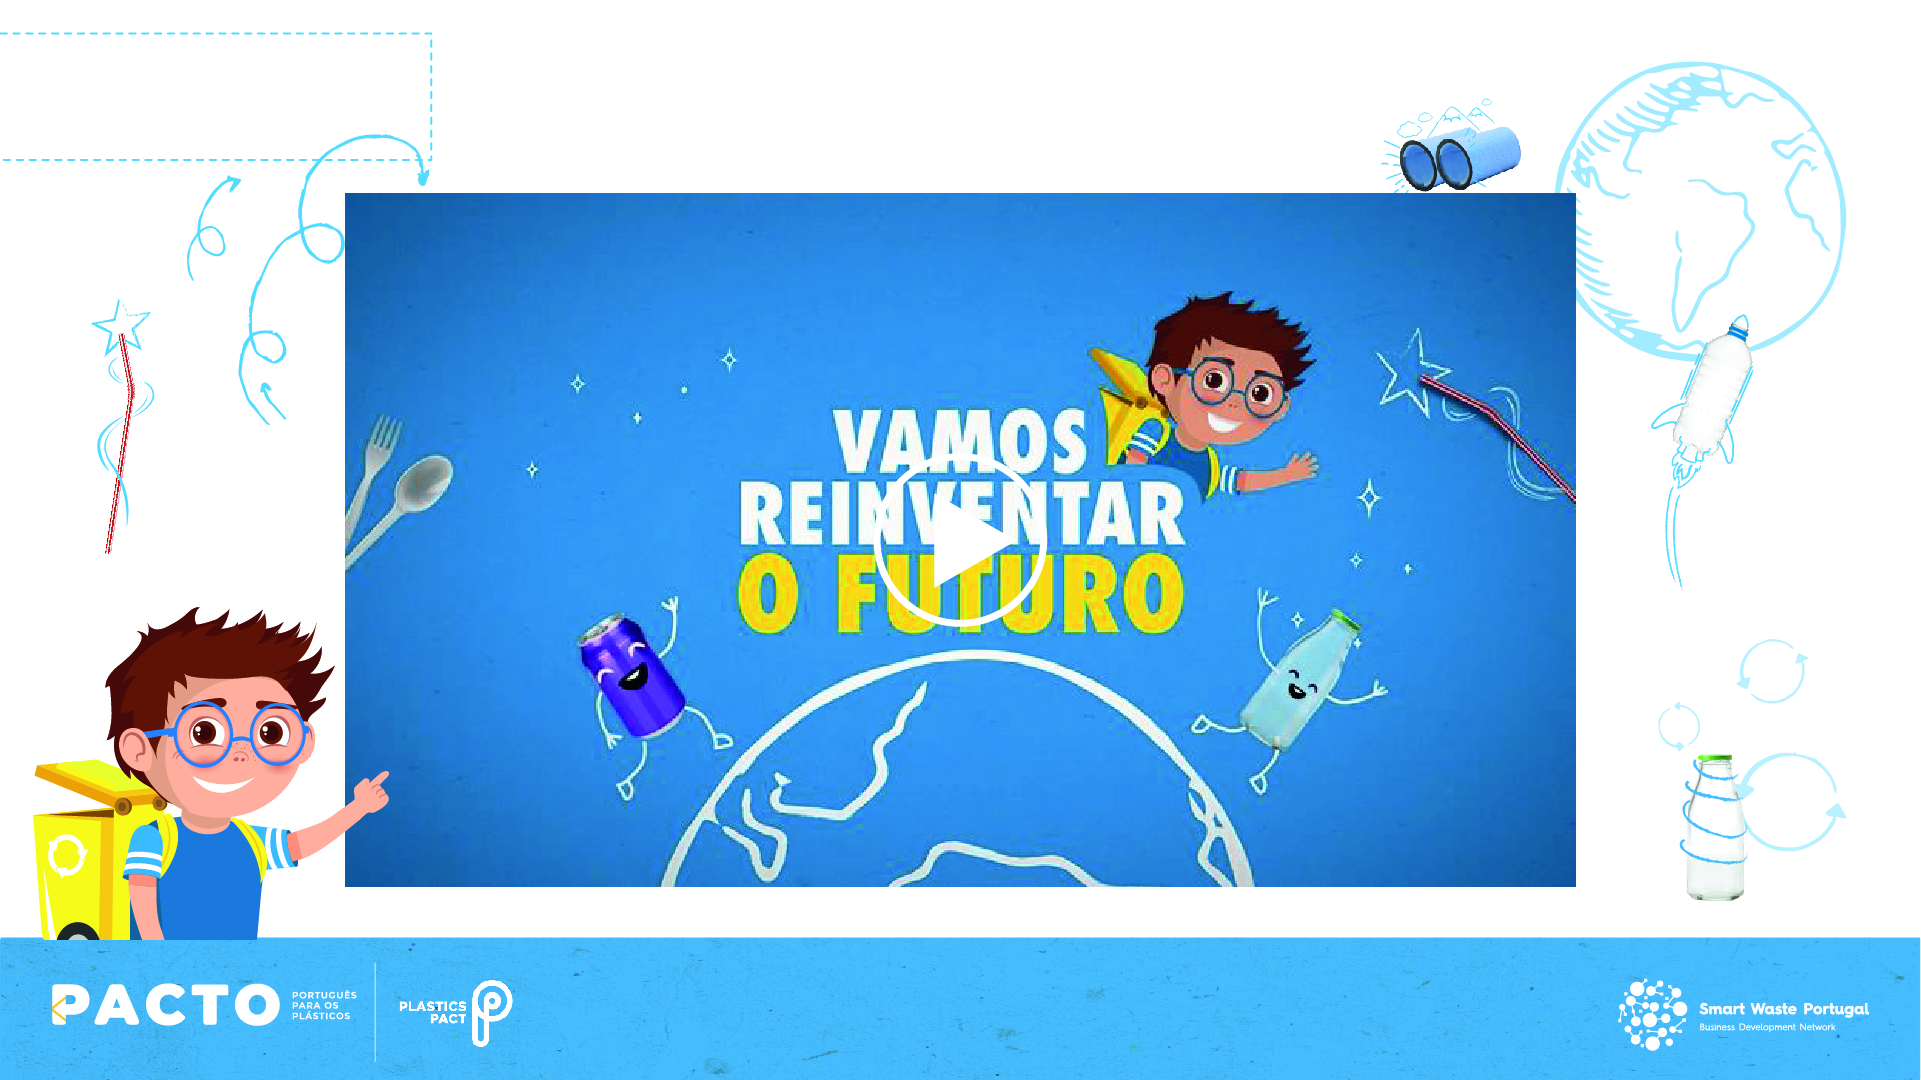 VAMOS
REINVENTAR
O FUTURO
PACTO
PORTUGUÊS
PARA OS
PLÁSTICOS
PLASTICS
PACT
Smart Waste Portugal
Business Development Network